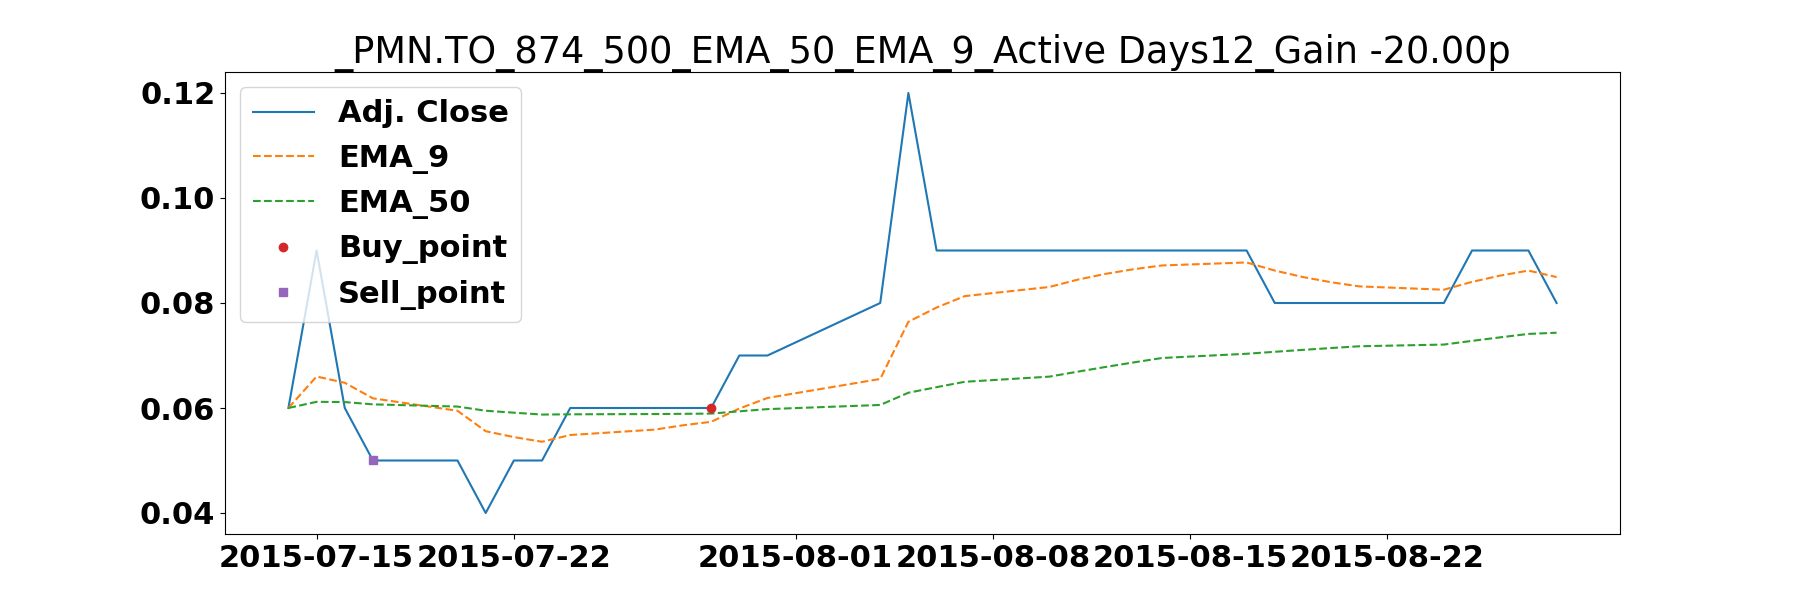 _PMN.TO_874_500_EMA_50_EMA_9_Active Days12_Gain -20.00p
0.12
0.10
0.08
0.06
0.04
Adj. Close
EMA_9
EMA_50
Buy_point
Sell_point
2015-07-15 2015-07-22 2015-08-01 2015-08-08 2015-08-15 2015-08-22